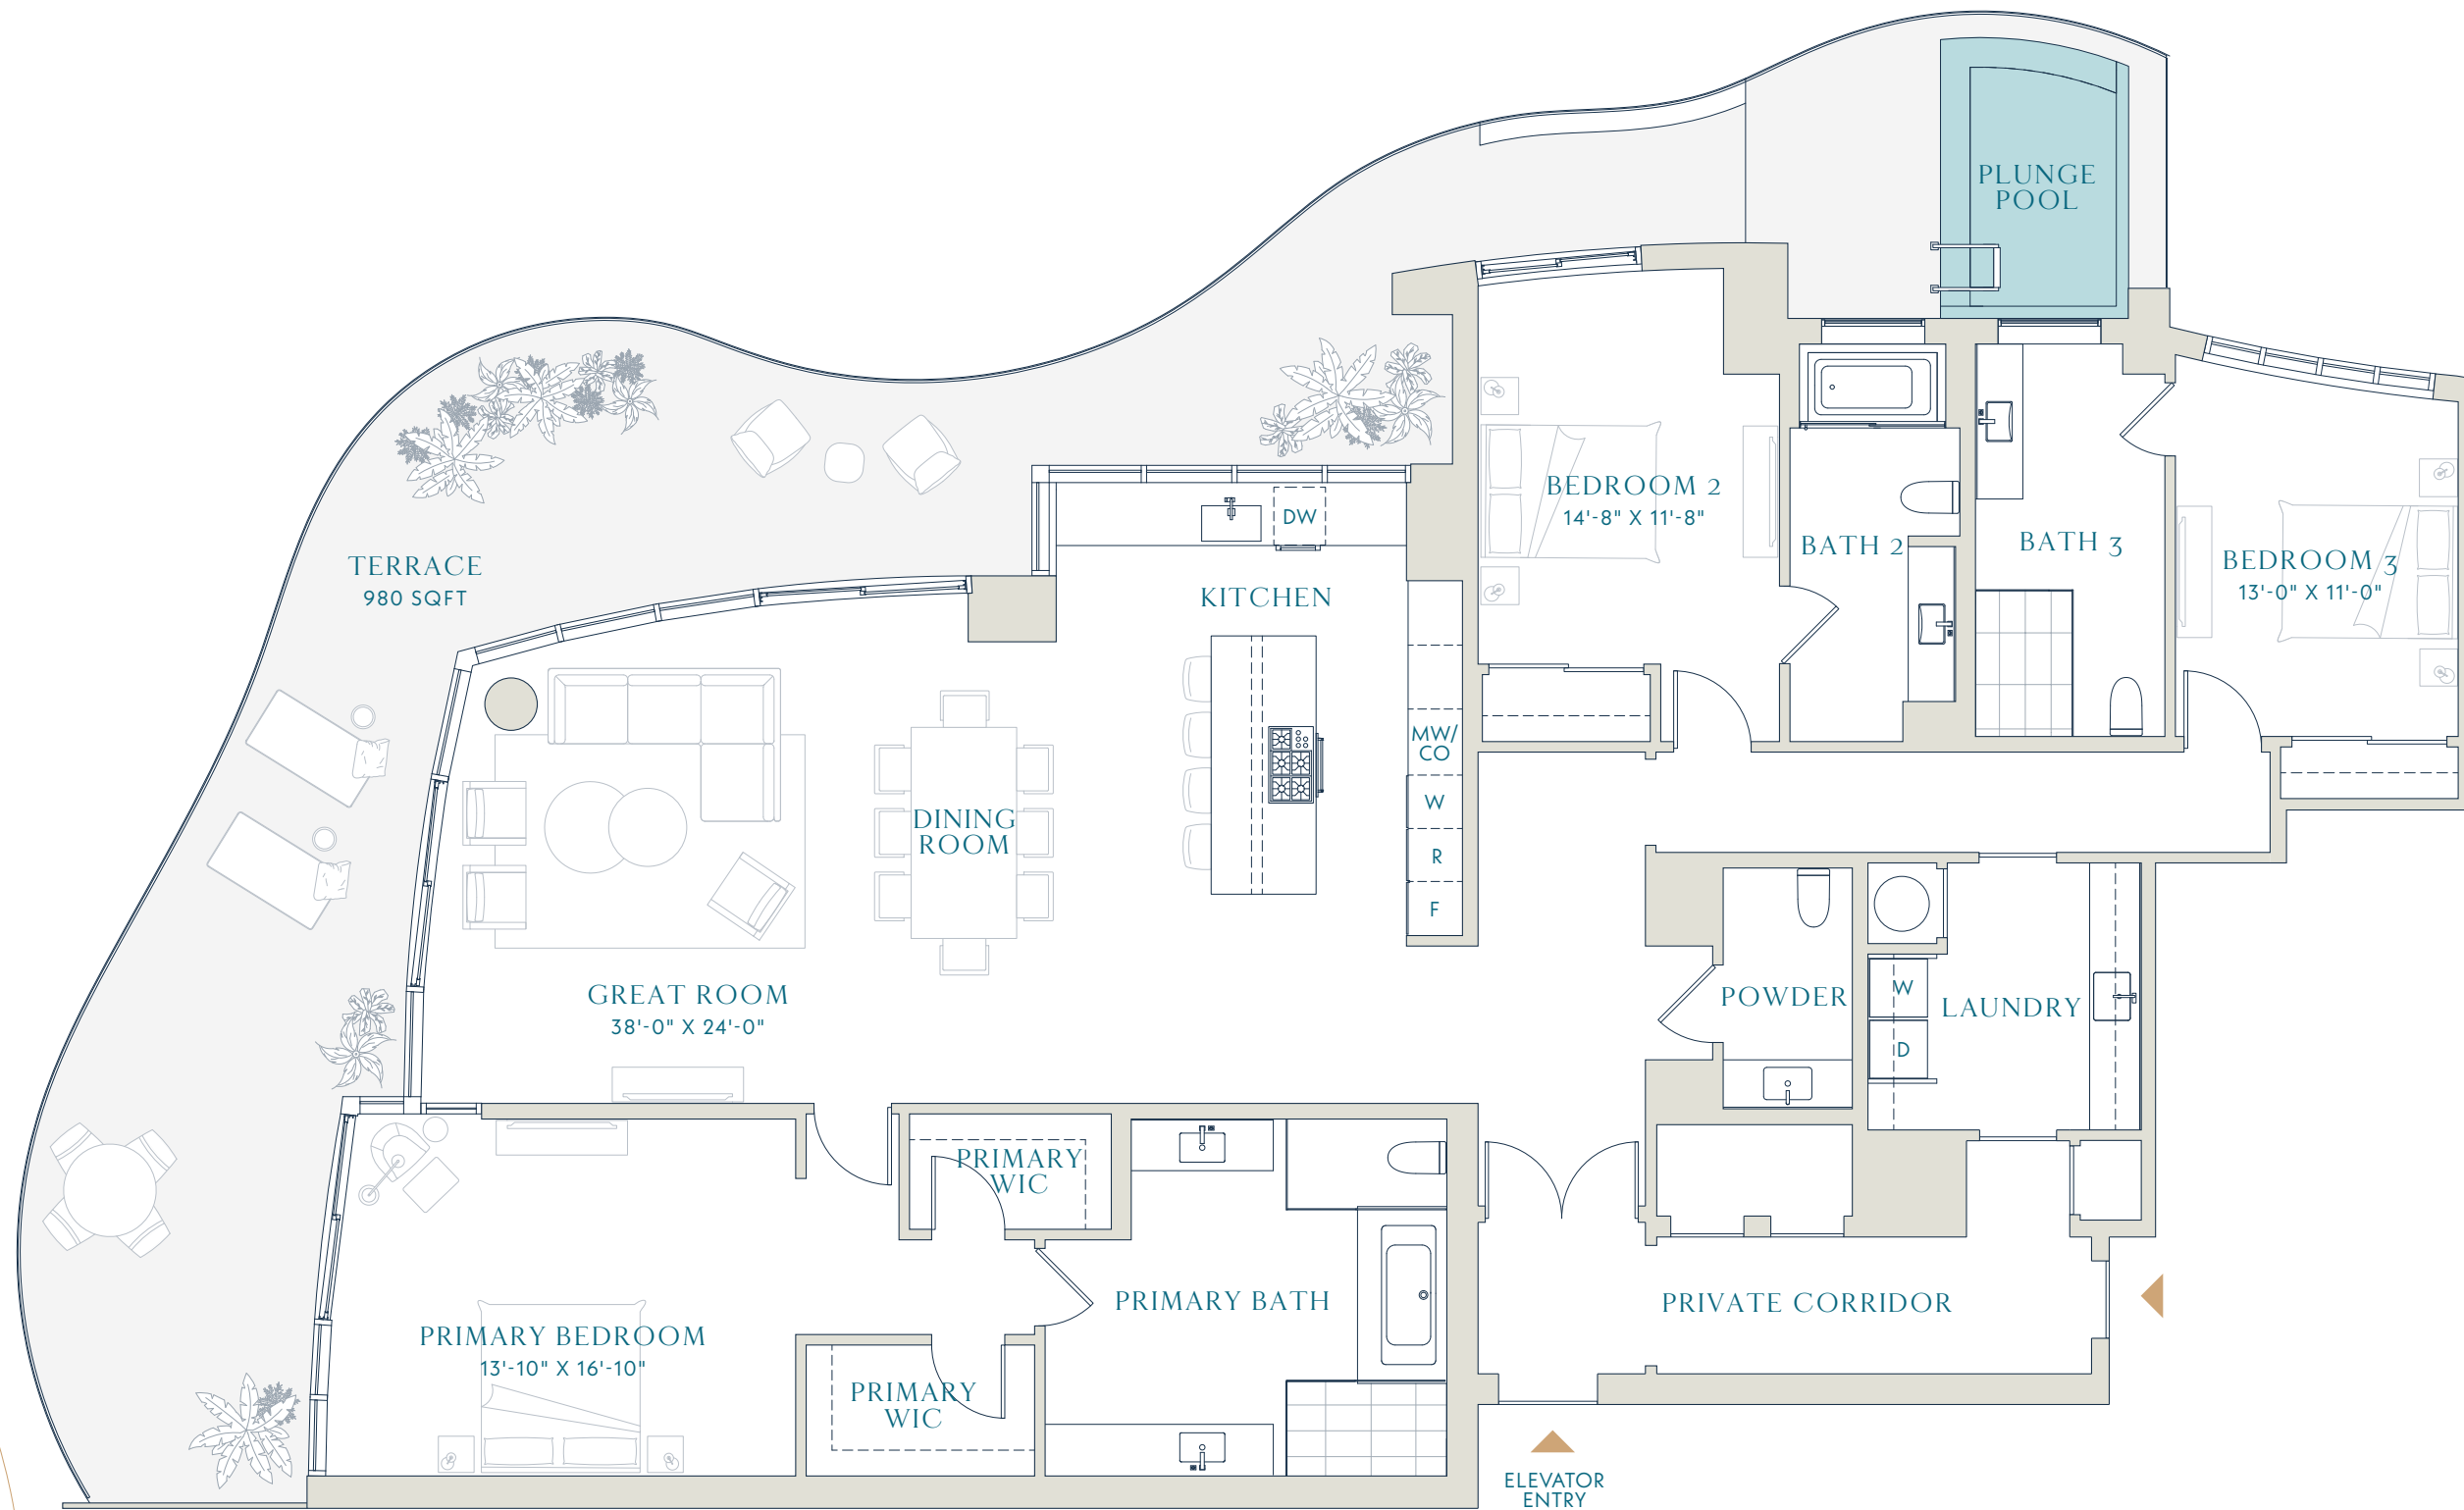 PLUNGE
POOL
TERRACE
980 SQFT
DW
KITCHEN
BEDROOM 2
14'-8" X 11'-8"
BATH 2
BATH 3
BEDROOM 3
13'-0" X 11'-0"
MW/
CO
W
R
F
DINING
ROOM
GREAT ROOM
38'-0" X 24'-0"
POWDER
W
D
LAUNDRY
PRIMARY
WIC
PRIMARY BEDROOM
13'-10" X 16'-10"
PRIMARY
WIC
PRIMARY BATH
PRIVATE CORRIDOR
ELEVATOR
ENTRY